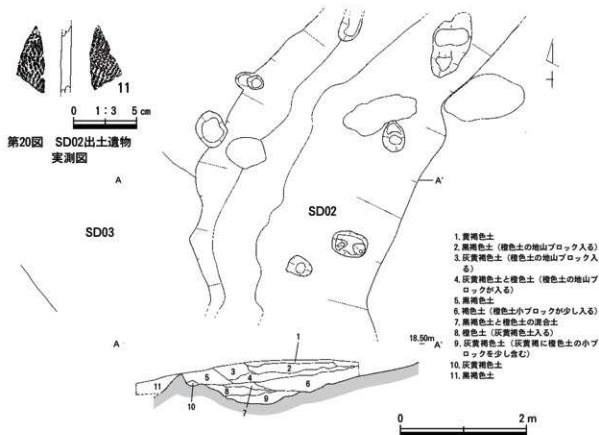 11
0 1:3 5 cm
第20図 SD02出土遺物
実測図
A
A'
SD02
SD03
1. 黄褐色土
2. 黒褐色土(橙色土の地山ブロック入る)
3. 灰黄褐色土(橙色土の地山ブロック入
る)
4. 灰黄褐色土と橙色土(橙色土の地山ブ
ロックが入る)
5. 黒褐色土
6. 褐色土(橙色土小ブロックが少し入る)
7. 黒褐色土と橙色土の混合土
8. 橙色土(灰黄褐色土入る)
9. 灰黄褐色土(灰黄褐に橙色土の小ブ
ロックを少し含む)
10. 灰黄褐色土
11. 黒褐色土
A
18.50m
A'
1
2
3
4
5
6
7
8
9
10
11
0 2 m